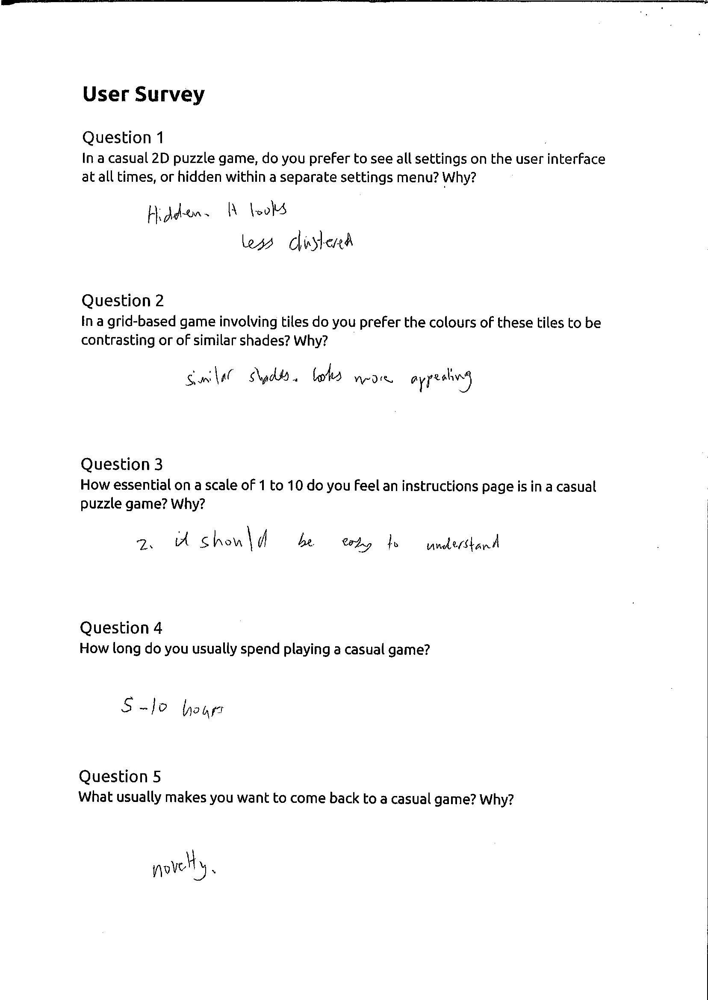 User Survey
Question 1
In a casual 2D puzzle game, do you prefer to see all settings on the user interface
at all times, or hidden within a separate settings menu? Why?
Hidden. It looks
less clustered
Question 2
In a grid-based game involving tiles do you prefer the colours of these tiles to be
contrasting or of similar shades? Why?
similar shades. looks more appealing
Question 3
How essential on a scale of 1 to 10 do you feel an instructions page is in a casual
puzzle game? Why?
2. it should be easy to understand
Question 4
How long do you usually spend playing a casual game?
5-10 hours
Question 5
What usually makes you want to come back to a casual game? Why?
novelty.